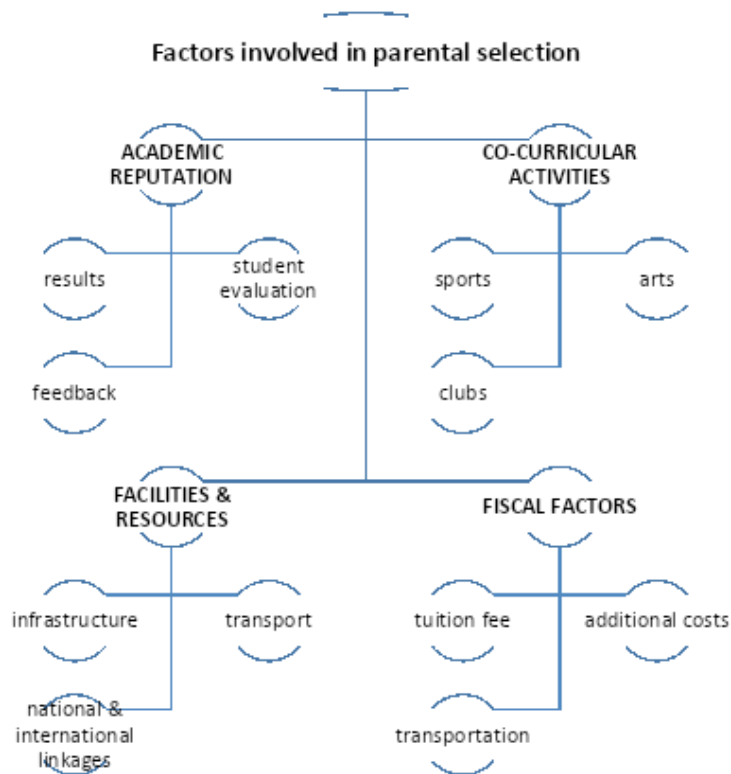 Factors involved in parental selection
ACADEMIC
REPUTATION
results
student
evaluation
feedback
CO-CURRICULAR
ACTIVITIES
sports
arts
clubs
FACILITIES &
RESOURCES
infrastructure
transport
national &
international
linkages
FISCAL FACTORS
tuition fee
additional costs
transportation